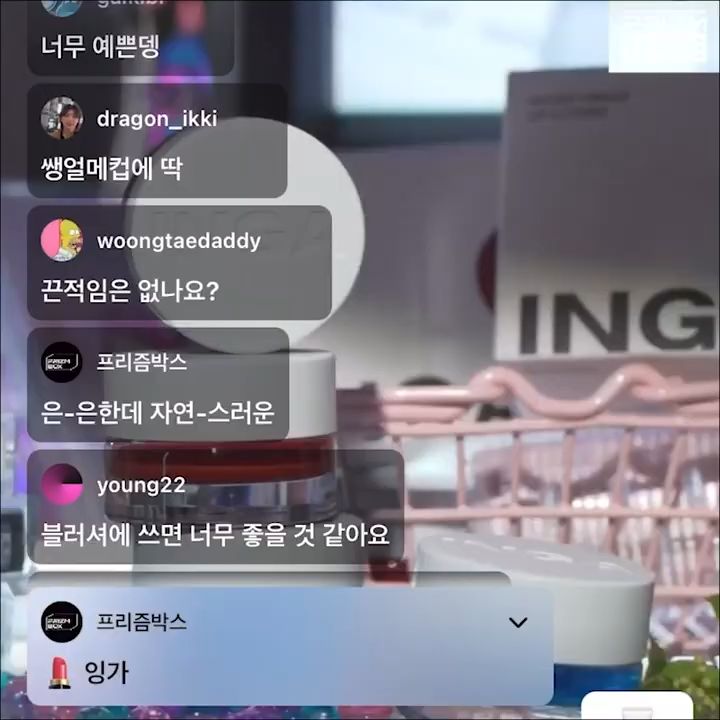 너무 예쁜뎅
dragon_ikki
쌩얼메컵에 딱
woongtaedaddy
끈적임은 없나요?
프리즘박스
은-은한데 자연-스러운
young22
블러셔에 쓰면 너무 좋을 것 같아요
프리즘박스
💄 잉가
INGA
ING